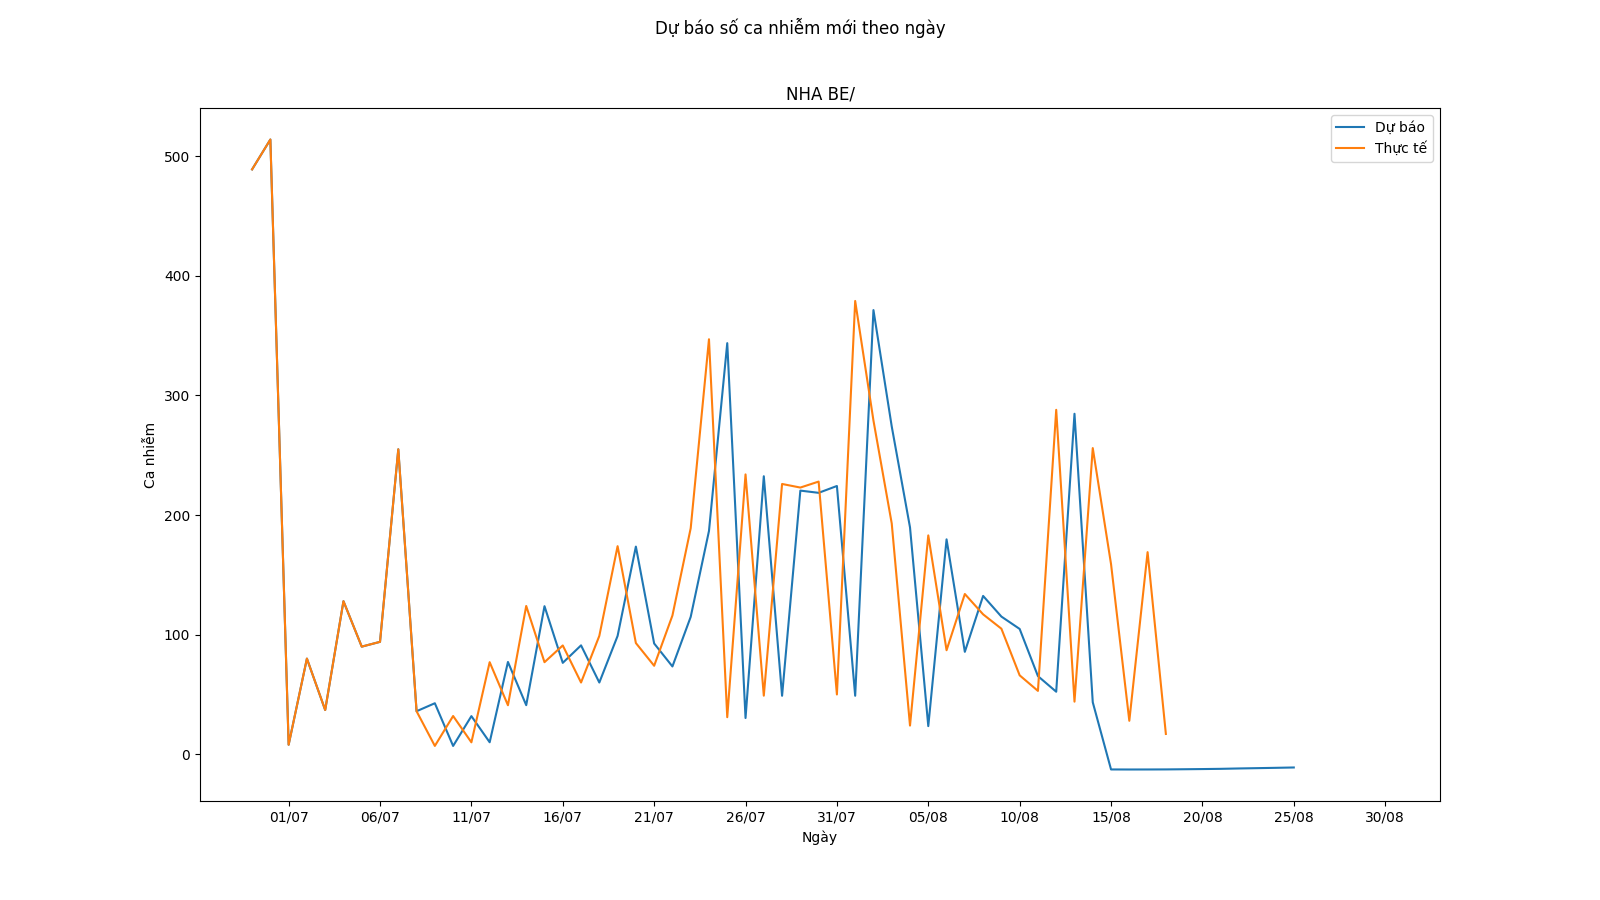 Dự báo số ca nhiễm mới theo ngày
NHA BE/
Dự báo
Thực tế
500
400
300
200
100
0
Ca nhiễm
01/07 06/07 11/07 16/07 21/07 26/07 31/07 05/08 10/08 15/08 20/08 25/08 30/08
Ngày